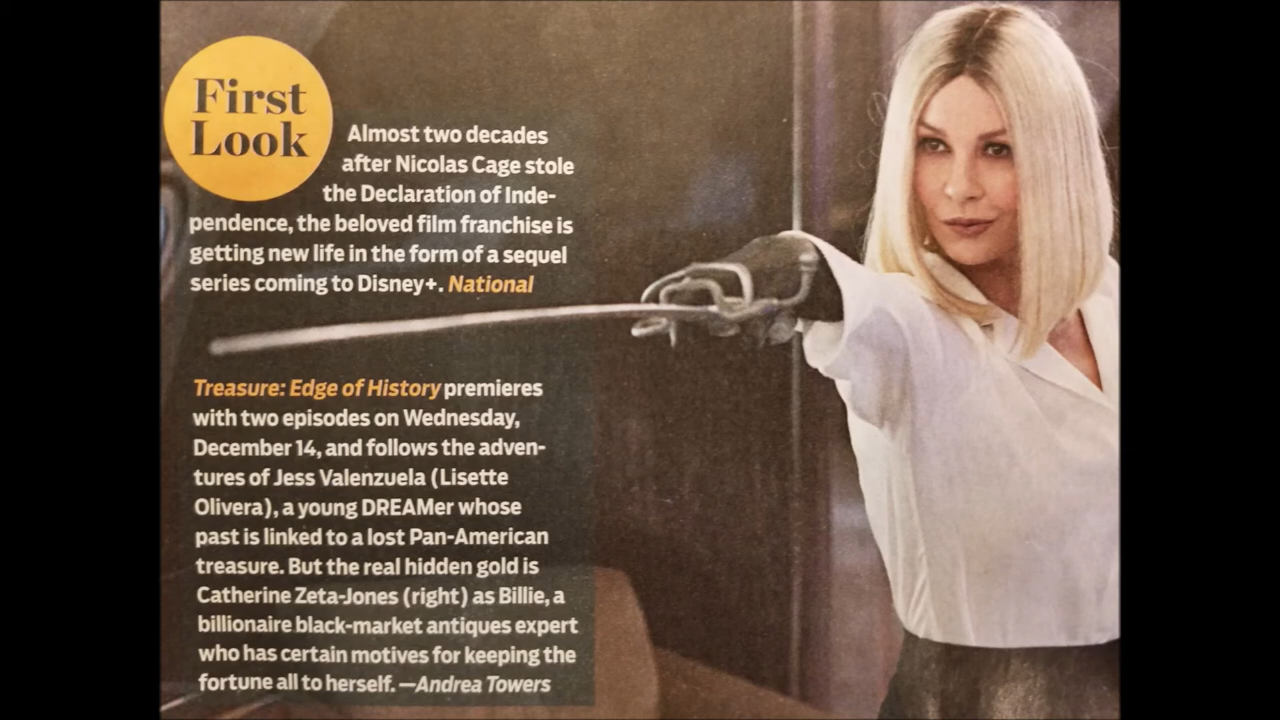 First
Look
Almost two decades
after Nicolas Cage stole
the Declaration of Inde-
pendence, the beloved film franchise is
getting new life in the form of a sequel
series coming to Disney+. National
Treasure: Edge of History premieres
with two episodes on Wednesday,
December 14, and follows the adven-
tures of Jess Valenzuela (Lisette
Olivera), a young DREAMer whose
past is linked to a lost Pan-American
treasure. But the real hidden gold is
Catherine Zeta-Jones (right) as Billie, a
billionaire black-market antiques expert
who has certain motives for keeping the
fortune all to herself. —Andrea Towers